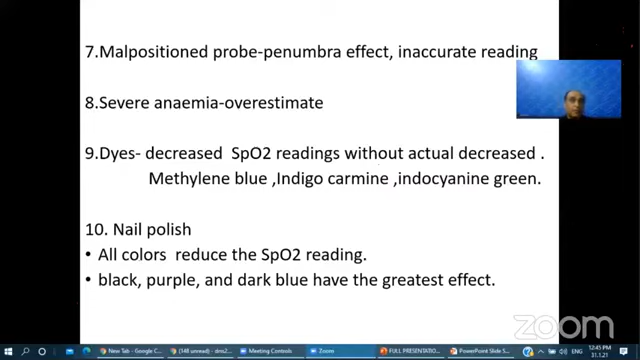 7.Malpositioned probe-penumbra effect, inaccurate reading
8.Severe anaemia-overestimate
9.Dyes- decreased SpO2 readings without actual decreased .
Methylene blue ,Indigo carmine ,indocyanine green.
10. Nail polish
• All colors reduce the SpO2 reading.
• black, purple, and dark blue have the greatest effect.
zoom
New Tab - Google C
(148 unread) - dms2
Meeting Controls
Zoom
FULL PRESENTATION
PowerPoint Slide S
ENG
12:45 PM
31.1.21